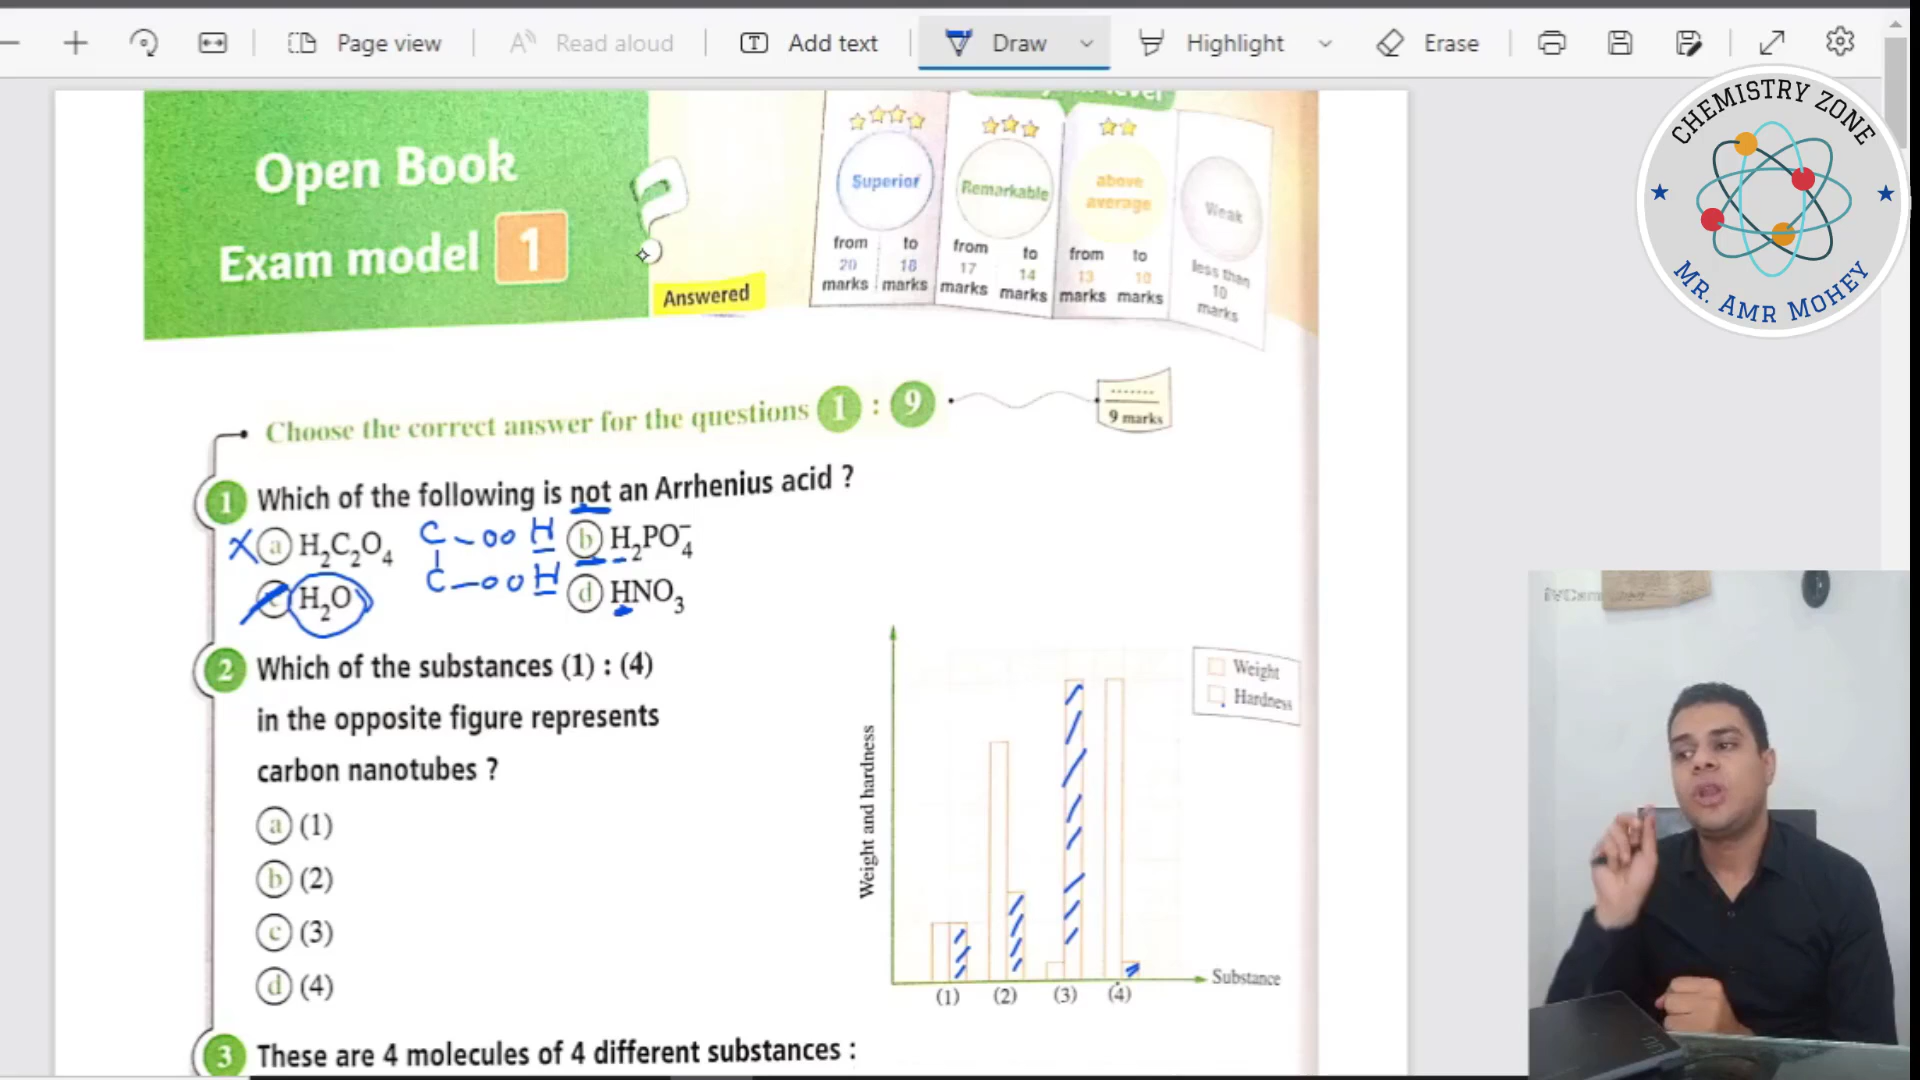 Page view
Read aloud
Add text
Draw
Highlight
Erase
Open Book
Exam model 1
Answered
Superior
Remarkable
above
average
Weak
from to
20 18
marks marks
from to
17 14
marks marks
from to
13 10
marks marks
less than
10
marks
CHEMISTRY ZONE
MR. AMR MOHEY
Choose the correct answer for the questions 1 : 9
.......
9 marks
1 Which of the following is not an Arrhenius acid ?
X a H₂C₂O₄ C - OO H b H₂PO₄⁻
C - OO H
c H₂O d HNO₃
2 Which of the substances (1) : (4)
in the opposite figure represents
carbon nanotubes ?
a (1)
b (2)
c (3)
d (4)
Weight
Hardness
Weight and hardness
Substance
(1) (2) (3) (4)
3 These are 4 molecules of 4 different substances :